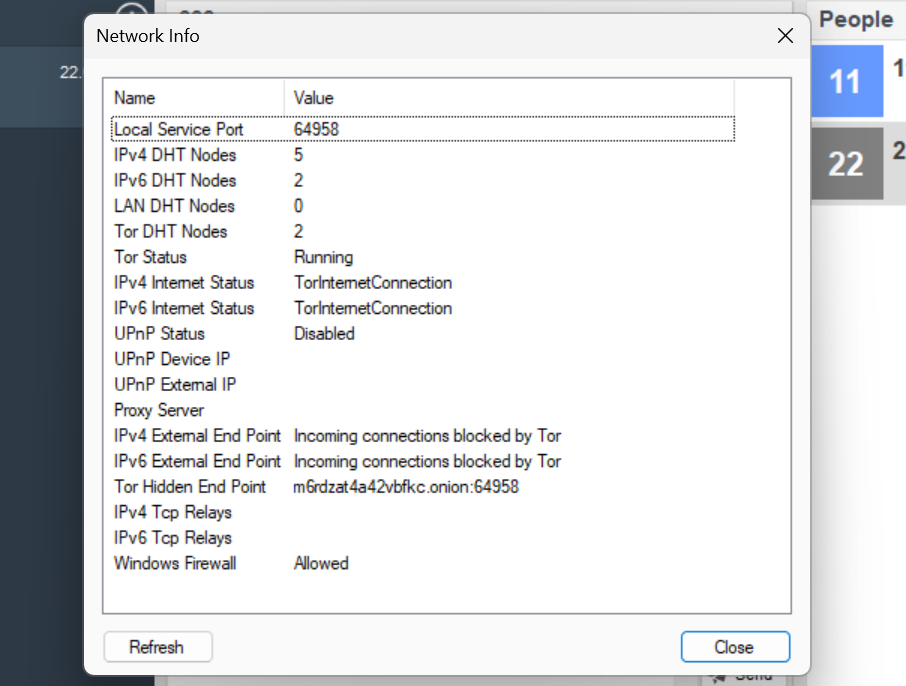 Network Info
People
Name Value
Local Service Port 64958
IPv4 DHT Nodes 5
IPv6 DHT Nodes 2
LAN DHT Nodes 0
Tor DHT Nodes 2
Tor Status Running
IPv4 Internet Status TorInternetConnection
IPv6 Internet Status TorInternetConnection
UPnP Status Disabled
UPnP Device IP
UPnP External IP
Proxy Server
IPv4 External End Point Incoming connections blocked by Tor
IPv6 External End Point Incoming connections blocked by Tor
Tor Hidden End Point m6rdzat4a42vbfkc.onion:64958
IPv4 Tcp Relays
IPv6 Tcp Relays
Windows Firewall Allowed
Refresh Close
22.
11 1
22 2
Send